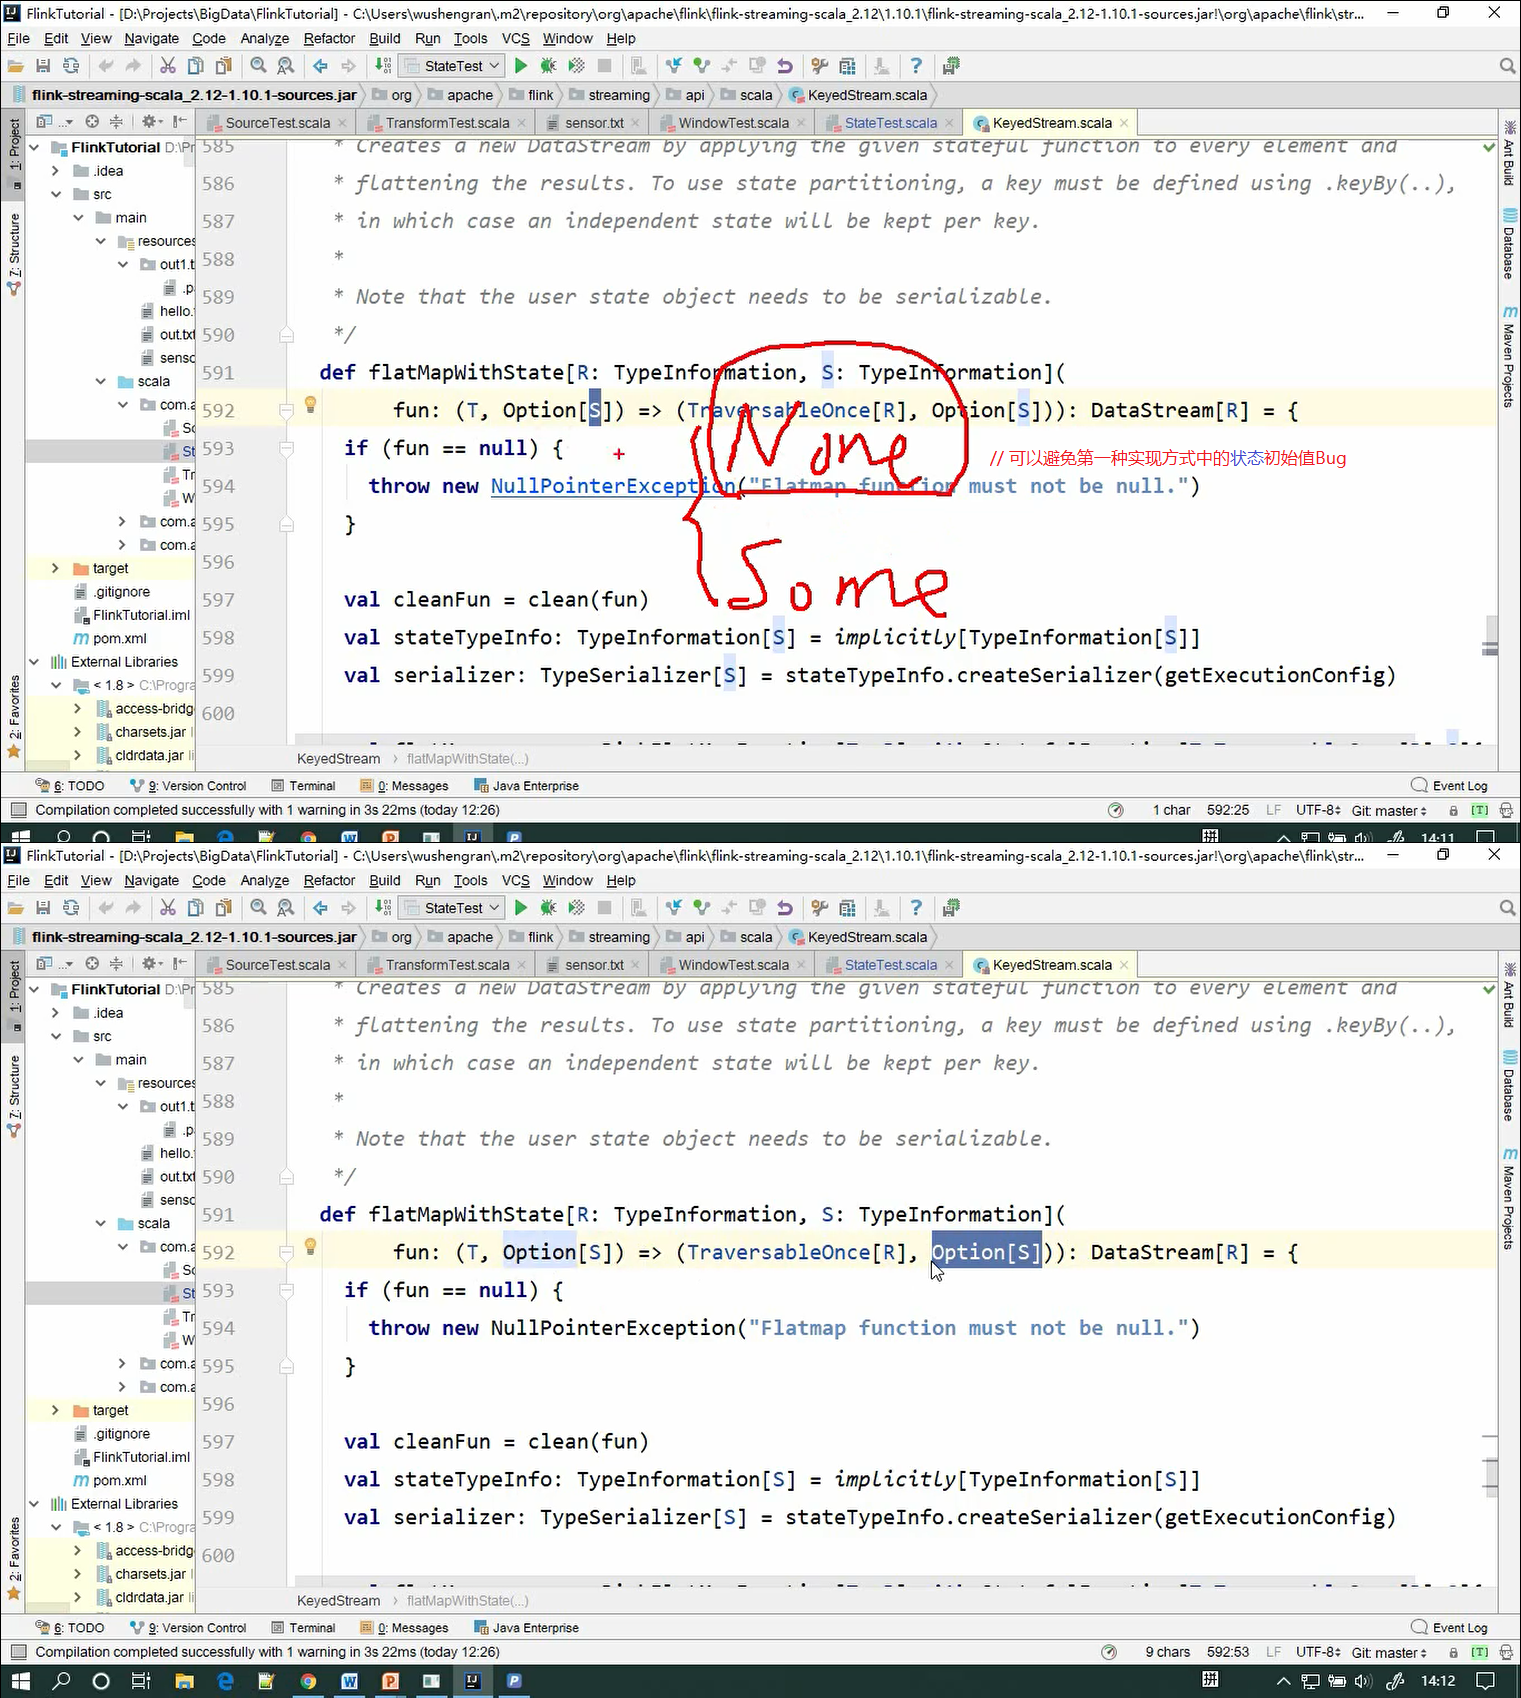 FlinkTutorial - [D:\Projects\BigData\FlinkTutorial] - C:\Users\wushengran\.m2\repository\org\apache\flink\flink-streaming-scala_2.12\1.10.1\flink-streaming-scala_2.12-1.10.1-sources.jar!\org\apache\flink\str...
File Edit View Navigate Code Analyze Refactor Build Run Tools VCS Window Help
StateTest
flink-streaming-scala_2.12-1.10.1-sources.jar org apache flink streaming api scala KeyedStream.scala
SourceTest.scala TransformTest.scala sensor.txt WindowTest.scala StateTest.scala KeyedStream.scala
1: Project
7: Structure
2: Favorites
FlinkTutorial D:\Pr
.idea
src
main
resources
out1.t
.p
hello.
out.txt
senso
scala
com.
Sc
St
Tr
W
com.a
com.a
target
.gitignore
FlinkTutorial.iml
pom.xml
External Libraries
< 1.8 > C:\Progra
access-bridg
charsets.jar li
cldrdata.jar li
585 * Creates a new DataStream by applying the given stateful function to every element and
586 * flattening the results. To use state partitioning, a key must be defined using .keyBy(..),
587 * in which case an independent state will be kept per key.
588 *
589 * Note that the user state object needs to be serializable.
590 */
591 def flatMapWithState[R: TypeInformation, S: TypeInformation](
592 fun: (T, Option[S]) => (TraversableOnce[R], Option[S])): DataStream[R] = {
593 if (fun == null) {
None
// 可以避免第一种实现方式中的状态初始值Bug
594 throw new NullPointerException("Flatmap function must not be null.")
595 }
596
Some
597 val cleanFun = clean(fun)
598 val stateTypeInfo: TypeInformation[S] = implicitly[TypeInformation[S]]
599 val serializer: TypeSerializer[S] = stateTypeInfo.createSerializer(getExecutionConfig)
600
KeyedStream flatMapWithState(...)
Ant Build
Database
Maven Projects
6: TODO 9: Version Control Terminal 0: Messages Java Enterprise Event Log
Compilation completed successfully with 1 warning in 3s 22ms (today 12:26) 1 char 592:25 LF UTF-8 Git: master [T]
拼 14:11
FlinkTutorial - [D:\Projects\BigData\FlinkTutorial] - C:\Users\wushengran\.m2\repository\org\apache\flink\flink-streaming-scala_2.12\1.10.1\flink-streaming-scala_2.12-1.10.1-sources.jar!\org\apache\flink\str...
File Edit View Navigate Code Analyze Refactor Build Run Tools VCS Window Help
StateTest
flink-streaming-scala_2.12-1.10.1-sources.jar org apache flink streaming api scala KeyedStream.scala
SourceTest.scala TransformTest.scala sensor.txt WindowTest.scala StateTest.scala KeyedStream.scala
1: Project
7: Structure
2: Favorites
FlinkTutorial D:\Pr
.idea
src
main
resources
out1.t
.p
hello.
out.txt
senso
scala
com.
Sc
St
Tr
W
com.a
com.a
target
.gitignore
FlinkTutorial.iml
pom.xml
External Libraries
< 1.8 > C:\Progra
access-bridg
charsets.jar li
cldrdata.jar li
585 * Creates a new DataStream by applying the given stateful function to every element and
586 * flattening the results. To use state partitioning, a key must be defined using .keyBy(..),
587 * in which case an independent state will be kept per key.
588 *
589 * Note that the user state object needs to be serializable.
590 */
591 def flatMapWithState[R: TypeInformation, S: TypeInformation](
592 fun: (T, Option[S]) => (TraversableOnce[R], Option[S])): DataStream[R] = {
593 if (fun == null) {
594 throw new NullPointerException("Flatmap function must not be null.")
595 }
596
597 val cleanFun = clean(fun)
598 val stateTypeInfo: TypeInformation[S] = implicitly[TypeInformation[S]]
599 val serializer: TypeSerializer[S] = stateTypeInfo.createSerializer(getExecutionConfig)
600
KeyedStream flatMapWithState(...)
Ant Build
Database
Maven Projects
6: TODO 9: Version Control Terminal 0: Messages Java Enterprise Event Log
Compilation completed successfully with 1 warning in 3s 22ms (today 12:26) 9 chars 592:53 LF UTF-8 Git: master [T]
拼 14:12